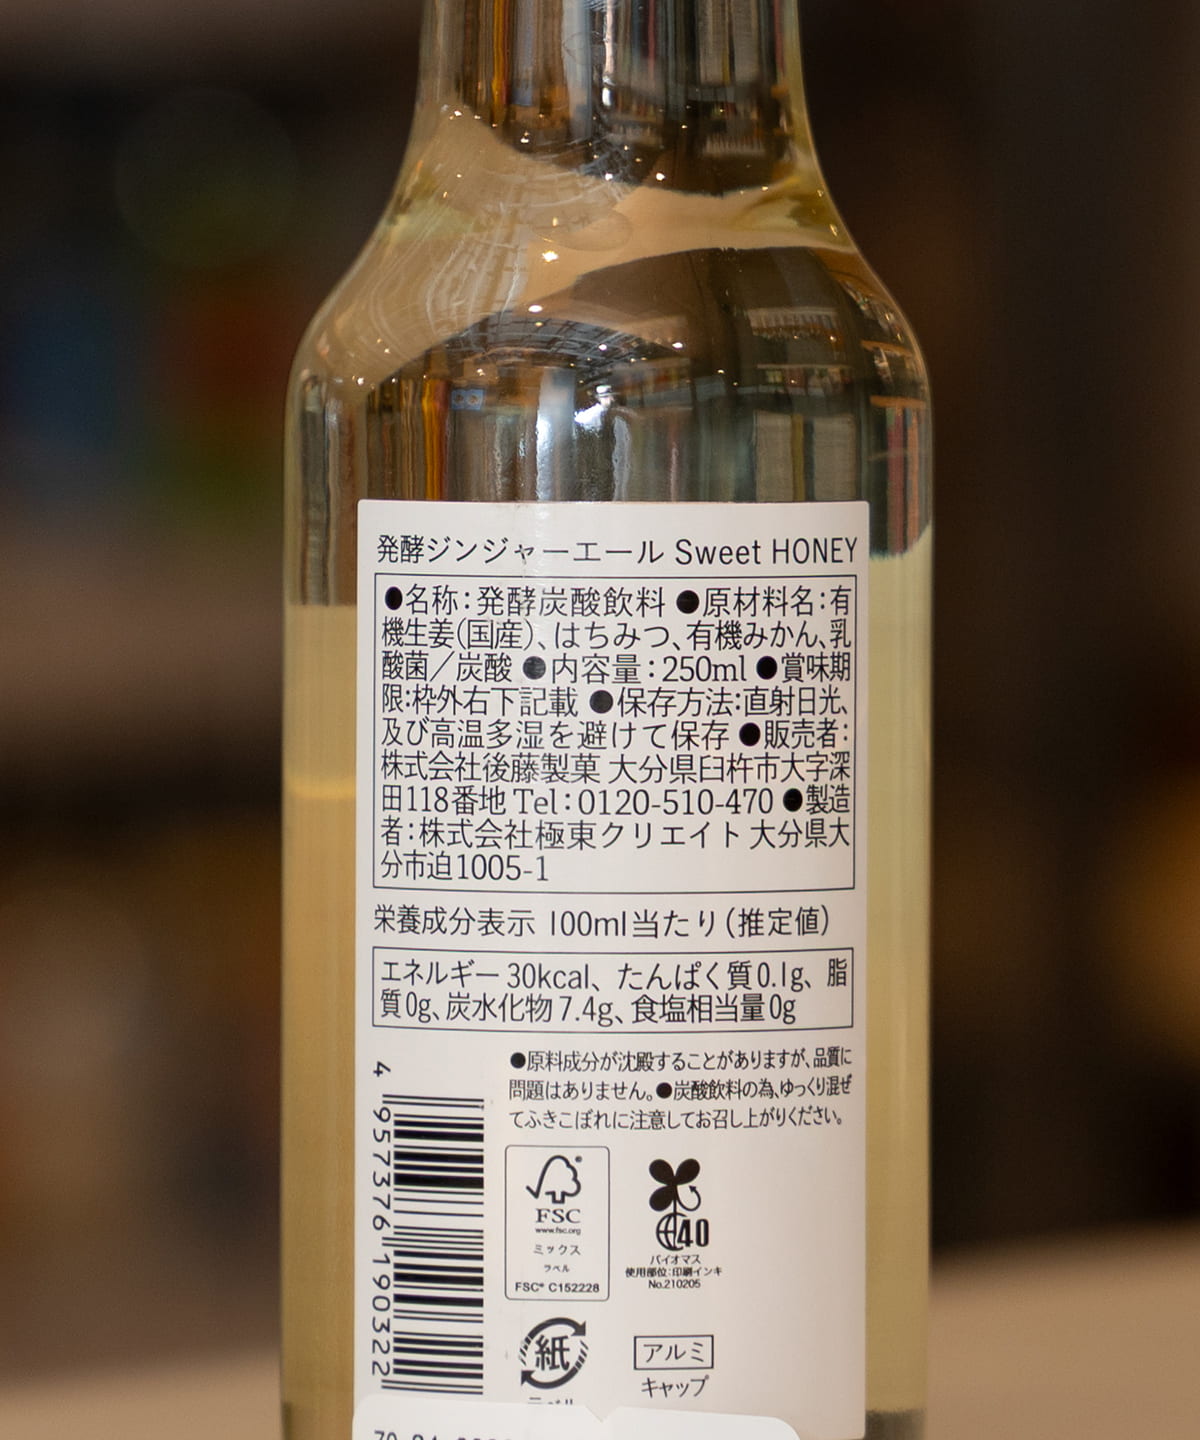 発酵ジンジャーエール Sweet HONEY
●名称:発酵炭酸飲料 ●原材料名:有
機生姜(国産)、はちみつ、有機みかん、乳
酸菌/炭酸 ●内容量:250ml ●賞味期
限:枠外右下記載 ●保存方法:直射日光、
及び高温多湿を避けて保存 ●販売者:
株式会社後藤製菓 大分県臼杵市大字深
田118番地 Tel:0120-510-470 ●製造
者:株式会社極東クリエイト 大分県大
分市迫1005-1
栄養成分表示 100ml当たり(推定値)
エネルギー 30kcal、たんぱく質0.1g、脂
質0g、炭水化物 7.4g、食塩相当量0g
●原料成分が沈殿することがありますが、品質に
問題はありません。●炭酸飲料の為、ゆっくり混ぜ
てふきこぼれに注意してお召し上がりください。
4 957376 190322
FSC
www.fsc.org
ミックス
ラベル
FSC® C152228
40
バイオマス
使用部位:印刷インキ
No.210205
紙
アルミ
キャップ